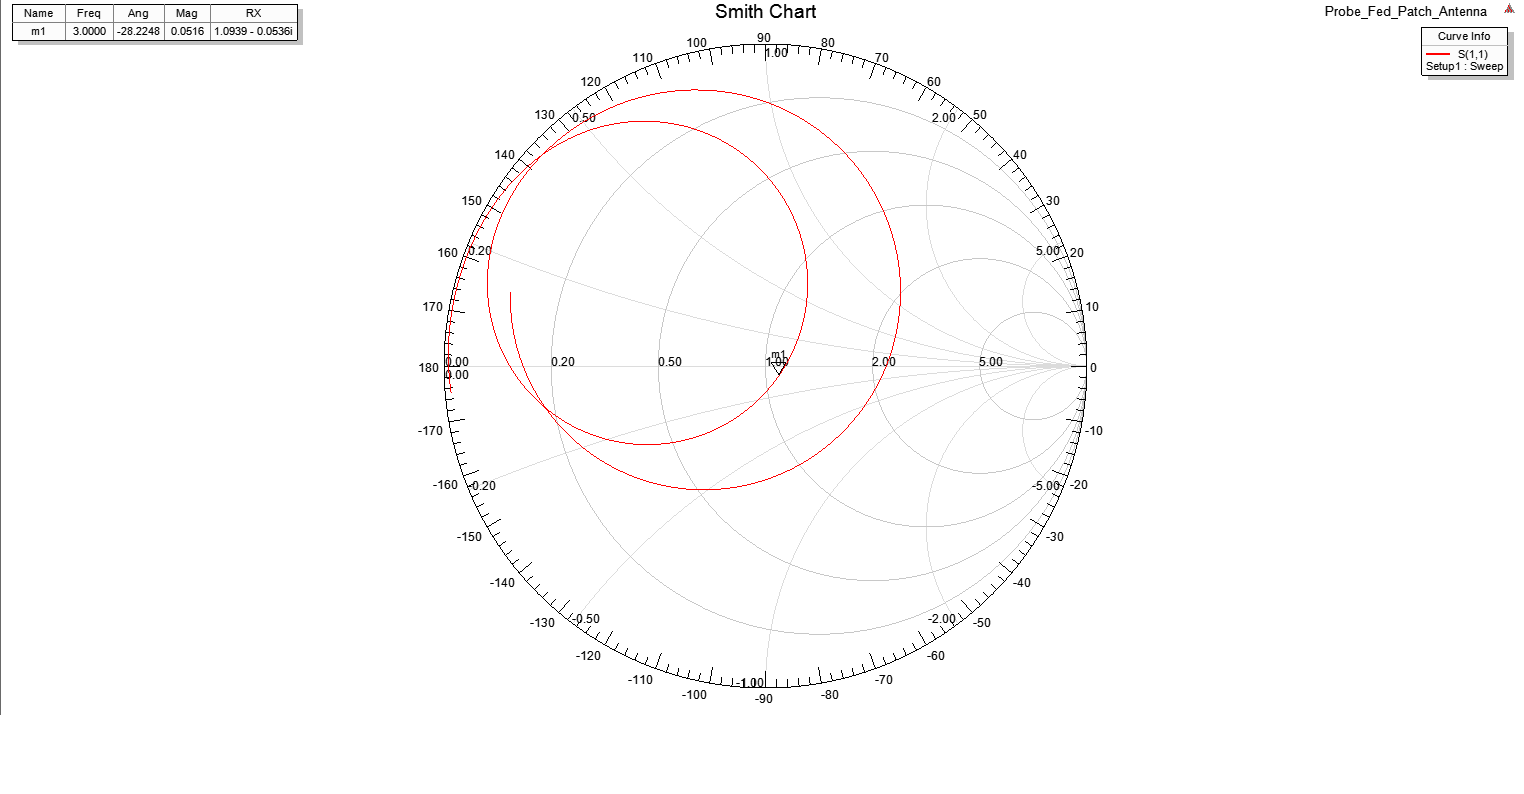 Smith Chart
Probe_Fed_Patch_Antenna
Name Freq Ang Mag RX
m1 3.0000 -28.2248 0.0516 1.0939 - 0.0536i
Curve Info
S(1,1)
Setup1 : Sweep
90
100 80
1.00
110 70
120 60
130 0.50 2.00 50
140 40
150 30
160 0.20 5.00 20
170 10
m1
180 0.00 0.20 0.50 1.00 2.00 5.00 0
0.00
-170 -10
-160 -0.20 -5.00 -20
-150 -30
-140 -40
-130 -0.50 -2.00 -50
-120 -60
-110 -70
-1.00
-100 -80
-90